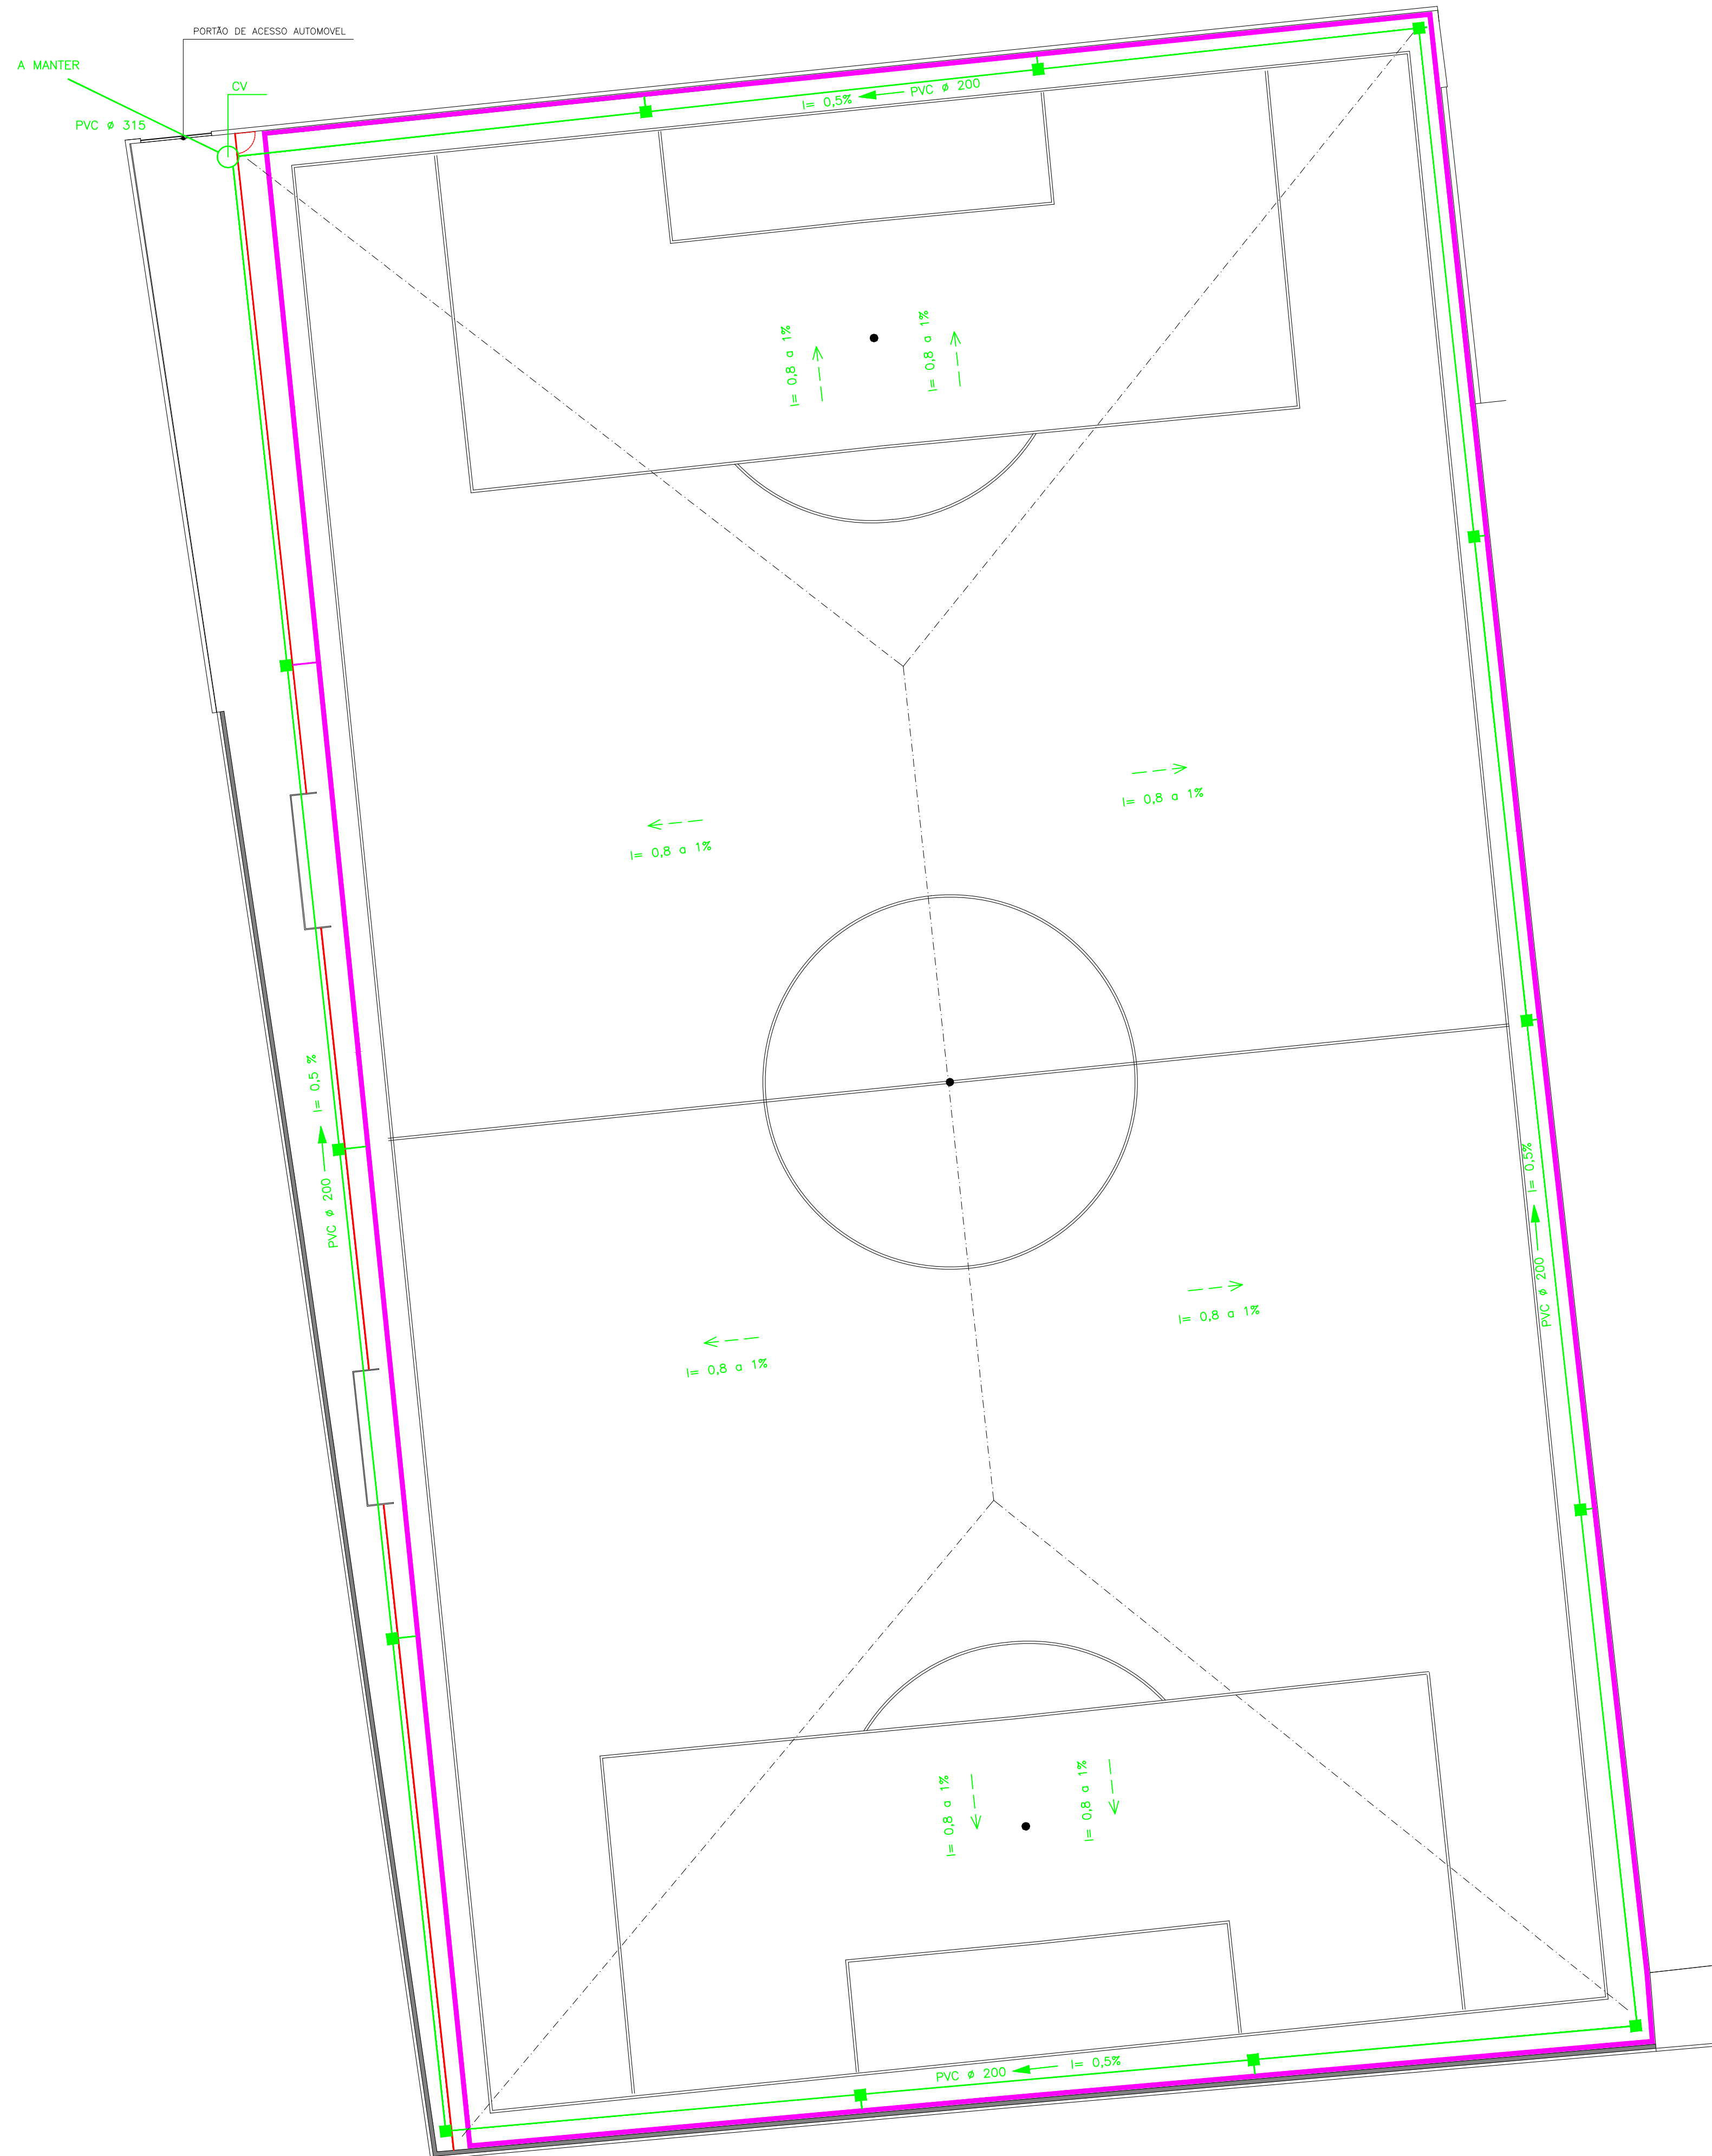 PORTÃO DE ACESSO AUTOMOVEL
A MANTER
CV
PVC ø 315
I= 0,5%
PVC ø 200
I= 0,8 a 1%
I= 0,8 a 1%
I= 0,8 a 1%
I= 0,8 a 1%
I= 0,5 %
PVC ø 200
I= 0,5%
PVC ø 200
I= 0,8 a 1%
I= 0,8 a 1%
I= 0,8 a 1%
I= 0,8 a 1%
PVC ø 200
I= 0,5%